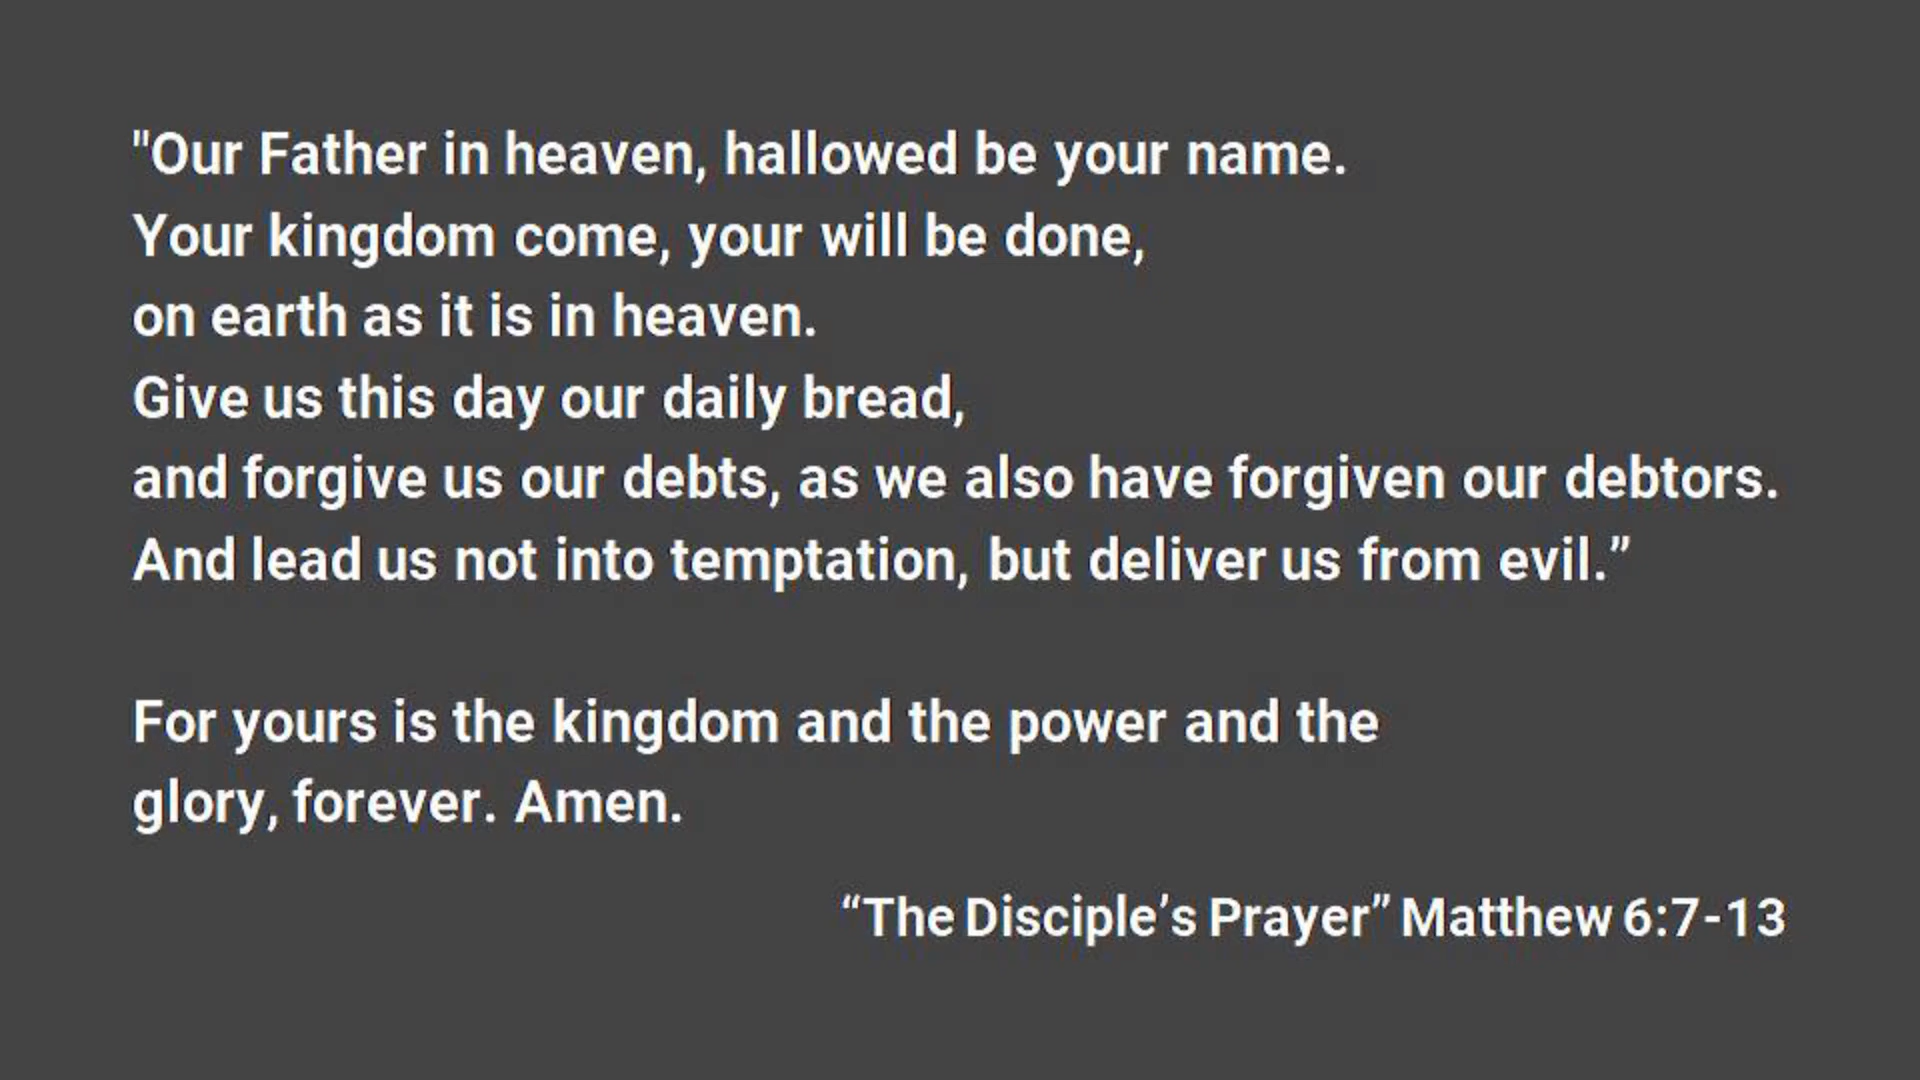 "Our Father in heaven, hallowed be your name.
Your kingdom come, your will be done,
on earth as it is in heaven.
Give us this day our daily bread,
and forgive us our debts, as we also have forgiven our debtors.
And lead us not into temptation, but deliver us from evil.”
For yours is the kingdom and the power and the
glory, forever. Amen.
“The Disciple’s Prayer” Matthew 6:7-13